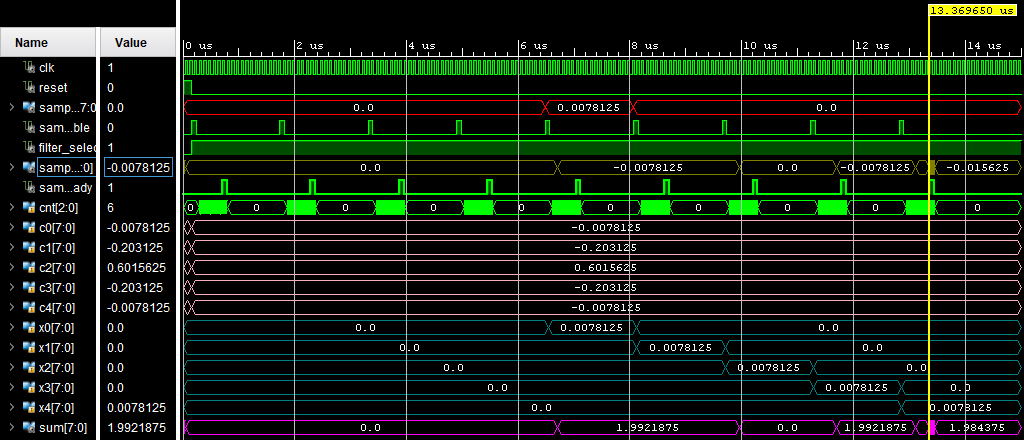 13.369650 us
Name Value 0 us 2 us 4 us 6 us 8 us 10 us 12 us 14 us
clk 1
reset 0
samp...7:0 0.0 0.0 0.0078125 0.0
sam...ble 0
filter_selec 1
samp...:0] -0.0078125 0.0 -0.0078125 0.0 -0.0078125 -0.015625
sam...ady 1
cnt[2:0] 6 0 0 0 0 0 0 0 0 0 0
c0[7:0] -0.0078125 -0.0078125
c1[7:0] -0.203125 -0.203125
c2[7:0] 0.6015625 0.6015625
c3[7:0] -0.203125 -0.203125
c4[7:0] -0.0078125 -0.0078125
x0[7:0] 0.0 0.0 0.0078125 0.0
x1[7:0] 0.0 0.0 0.0078125 0.0
x2[7:0] 0.0 0.0 0.0078125 0.0
x3[7:0] 0.0 0.0 0.0078125 0.0
x4[7:0] 0.0078125 0.0 0.0078125
sum[7:0] 1.9921875 0.0 1.9921875 0.0 1.9921875 1.984375